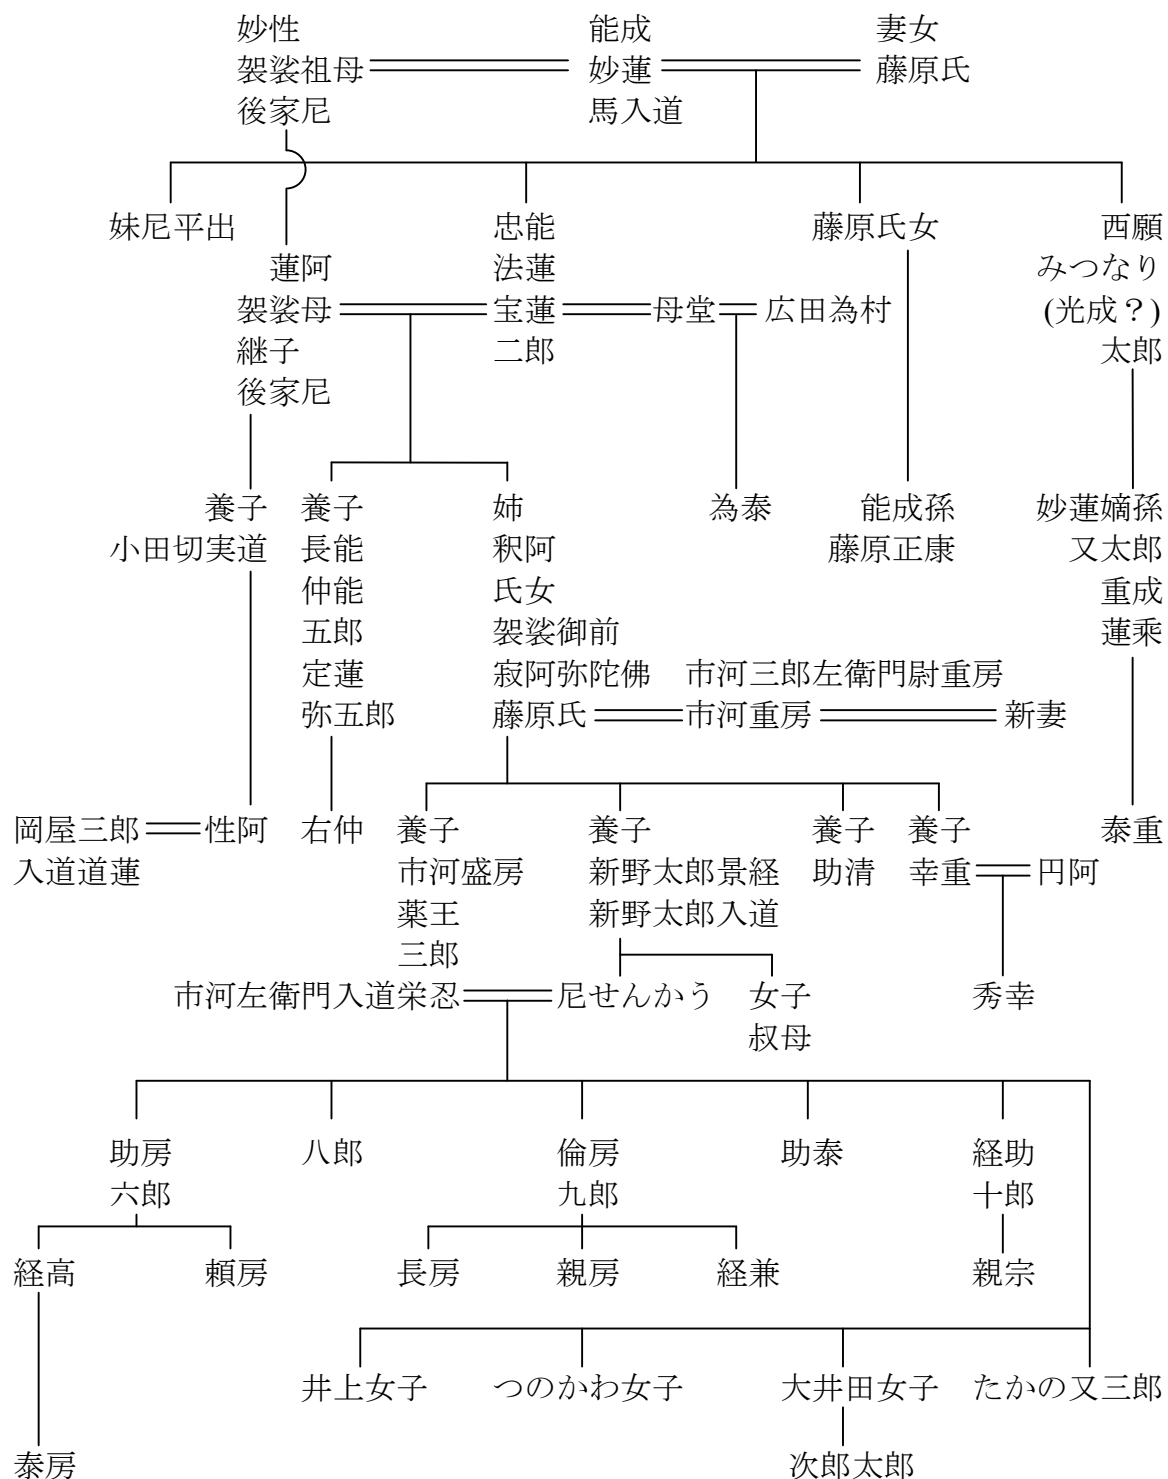 妙性
袈裟祖母
後家尼
能成
妙蓮
馬入道
妻女
藤原氏
妹尼平出
忠能
法蓮
宝蓮
二郎
藤原氏女
西願
みつなり
(光成？)
太郎
蓮阿
袈裟母
継子
後家尼
母堂
広田為村
養子
小田切実道
養子
長能
仲能
五郎
定蓮
弥五郎
姉
釈阿
氏女
袈裟御前
寂阿弥陀佛
藤原氏
為泰
能成孫
藤原正康
妙蓮嫡孫
又太郎
重成
蓮乘
市河三郎左衛門尉重房
市河重房
新妻
岡屋三郎
入道道蓮
性阿
右仲
養子
市河盛房
薬王
三郎
市河左衛門入道栄忍
養子
新野太郎景経
新野太郎入道
養子
助清
養子
幸重
円阿
泰重
尼せんかう
女子
叔母
秀幸
助房
六郎
八郎
倫房
九郎
助泰
経助
十郎
経高
頼房
長房
親房
経兼
親宗
井上女子
つのかわ女子
大井田女子
たかの又三郎
泰房
次郎太郎